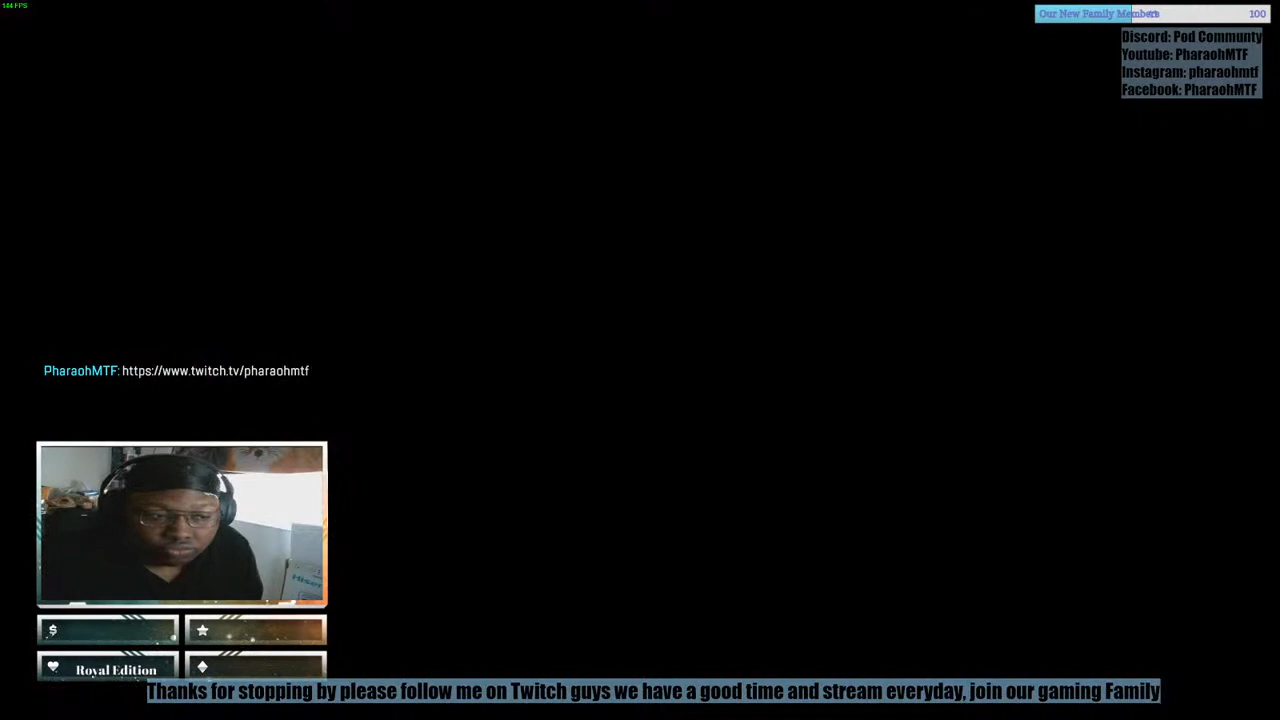 144 FPS
Our New Family Members
100
Discord: Pod Communty
Youtube: PharaohMTF
Instagram: pharaohmtf
Facebook: PharaohMTF
PharaohMTF: https://www.twitch.tv/pharaohmtf
$
Royal Edition
Thanks for stopping by please follow me on Twitch guys we have a good time and stream everyday, join our gaming Family